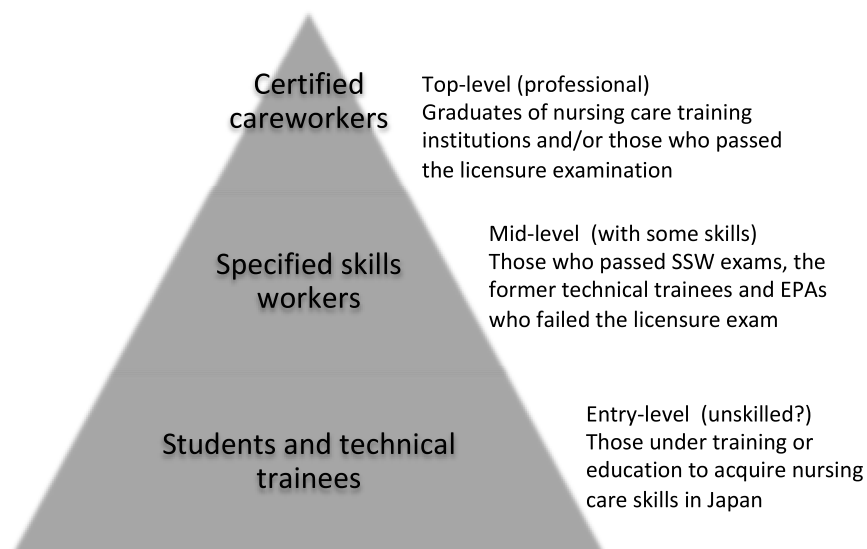 Certified
careworkers
Top-level (professional)
Graduates of nursing care training
institutions and/or those who passed
the licensure examination
Specified skills
workers
Mid-level  (with some skills)
Those who passed SSW exams, the
former technical trainees and EPAs
who failed the licensure exam
Students and technical
trainees
Entry-level  (unskilled?)
Those under training or
education to acquire nursing
care skills in Japan